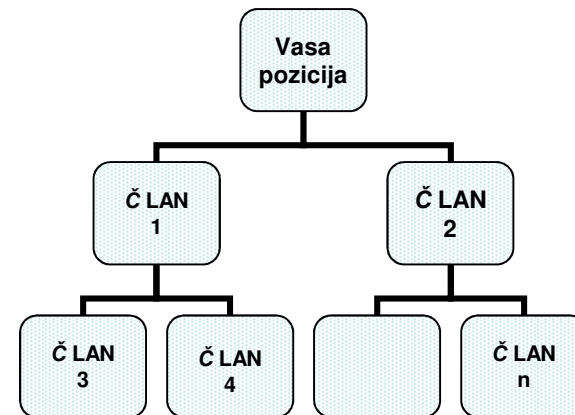 Vasa
pozicija
Č LAN
1
Č LAN
2
Č LAN
3
Č LAN
4
Č LAN
n